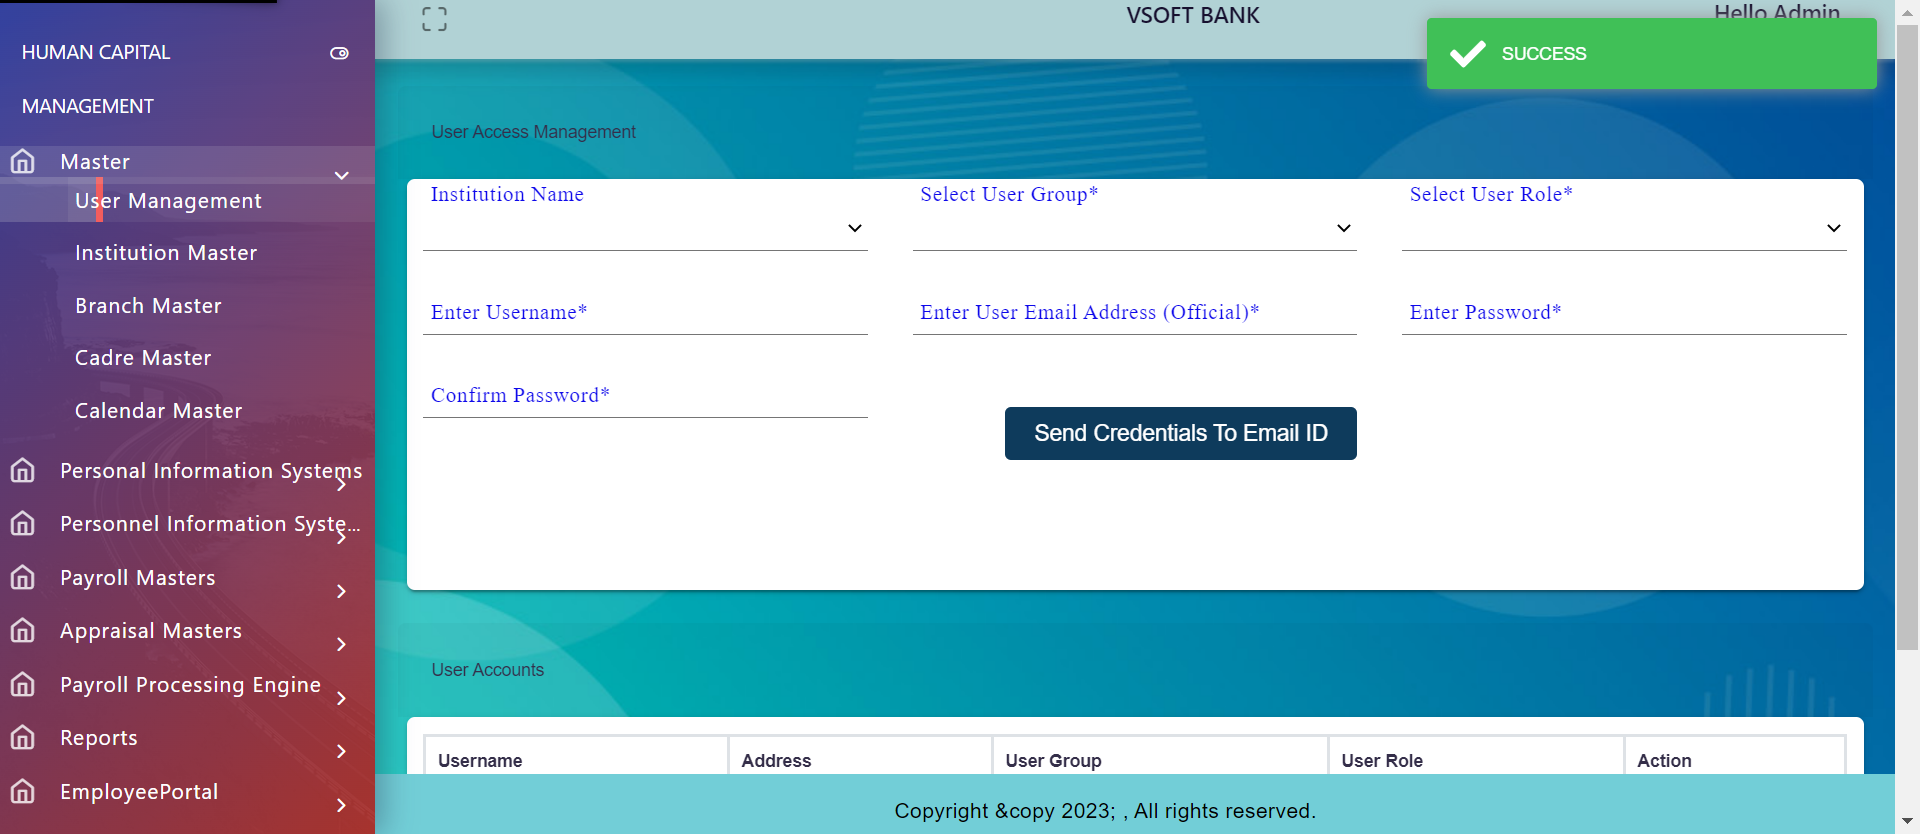 HUMAN CAPITAL
MANAGEMENT
Master
User Management
Institution Master
Branch Master
Cadre Master
Calendar Master
Personal Information Systems
Personnel Information Syste...
Payroll Masters
Appraisal Masters
Payroll Processing Engine
Reports
EmployeePortal
VSOFT BANK
Hello Admin
SUCCESS
User Access Management
Institution Name
Select User Group*
Select User Role*
Enter Username*
Enter User Email Address (Official)*
Enter Password*
Confirm Password*
Send Credentials To Email ID
User Accounts
Username
Address
User Group
User Role
Action
Copyright &copy 2023; , All rights reserved.